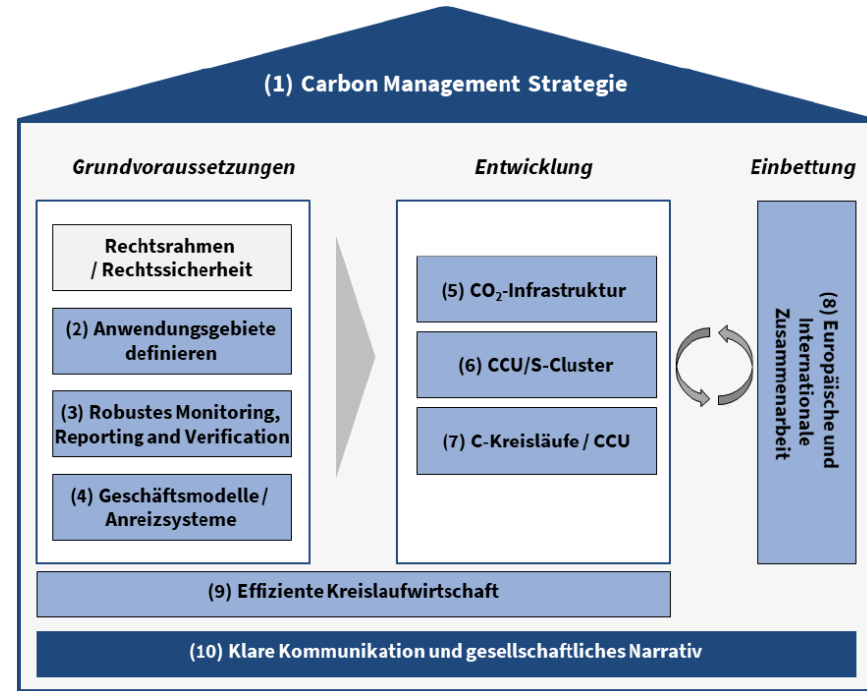 (1) Carbon Management Strategie
Grundvoraussetzungen
Rechtsrahmen
/ Rechtssicherheit
(2) Anwendungsgebiete
definieren
(3) Robustes Monitoring,
Reporting and Verification
(4) Geschäftsmodelle /
Anreizsysteme
Entwicklung
(5) CO₂-Infrastruktur
(6) CCU/S-Cluster
(7) C-Kreisläufe / CCU
Einbettung
(8) Europäische und
Internationale
Zusammenarbeit
(9) Effiziente Kreislaufwirtschaft
(10) Klare Kommunikation und gesellschaftliches Narrativ